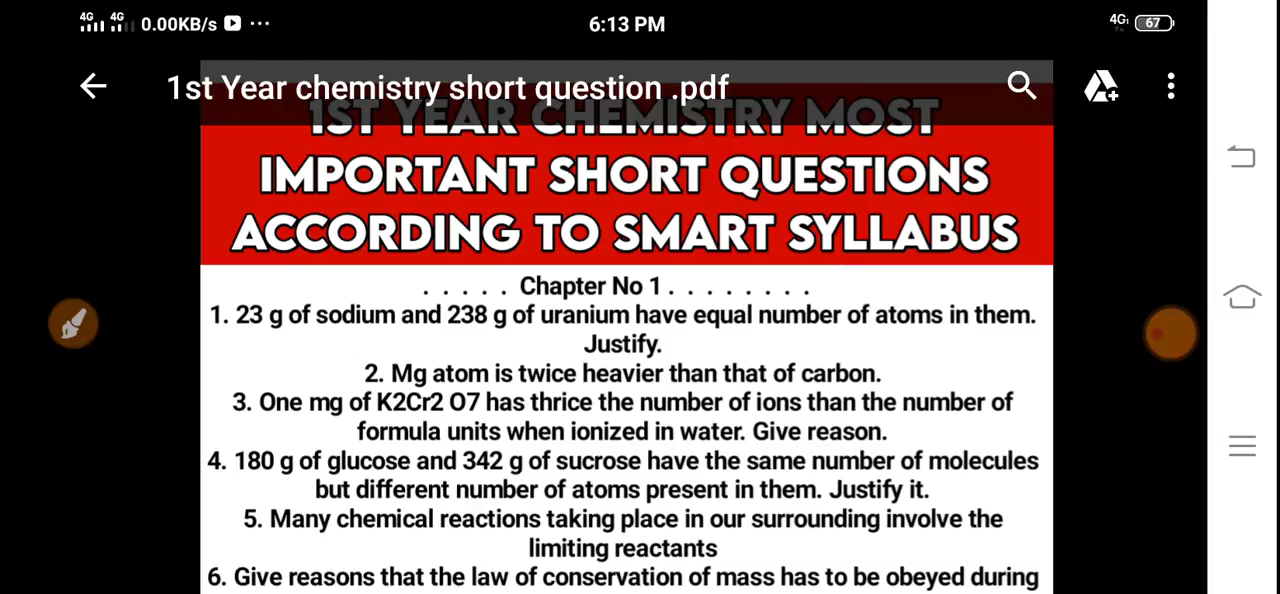 4G 4G 0.00KB/s ... 6:13 PM 4G 67
1st Year chemistry short question .pdf
1ST YEAR CHEMISTRY MOST
IMPORTANT SHORT QUESTIONS
ACCORDING TO SMART SYLLABUS
. . . . . Chapter No 1 . . . . . . . .
1. 23 g of sodium and 238 g of uranium have equal number of atoms in them.
Justify.
2. Mg atom is twice heavier than that of carbon.
3. One mg of K2Cr2 O7 has thrice the number of ions than the number of
formula units when ionized in water. Give reason.
4. 180 g of glucose and 342 g of sucrose have the same number of molecules
but different number of atoms present in them. Justify it.
5. Many chemical reactions taking place in our surrounding involve the
limiting reactants
6. Give reasons that the law of conservation of mass has to be obeyed during